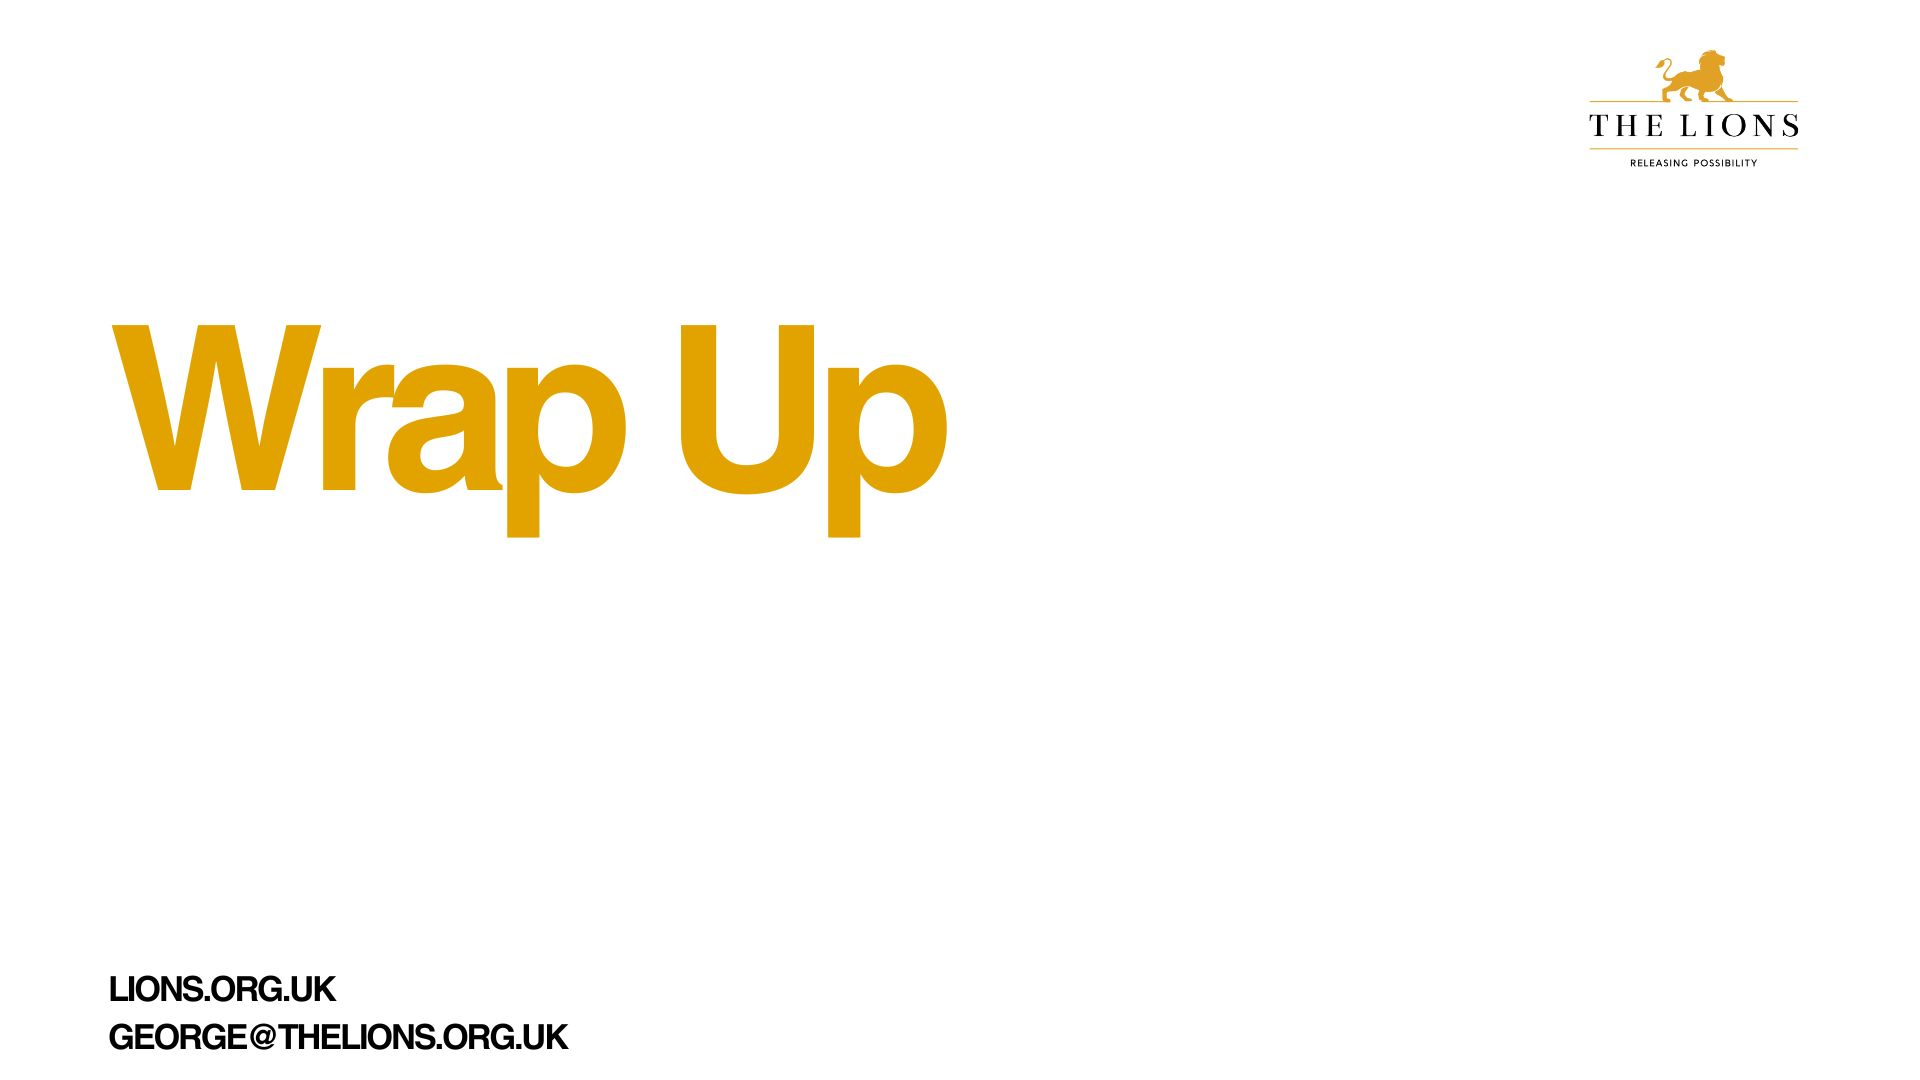 THE LIONS
RELEASING POSSIBILITY
Wrap Up
LIONS.ORG.UK
GEORGE@THELIONS.ORG.UK